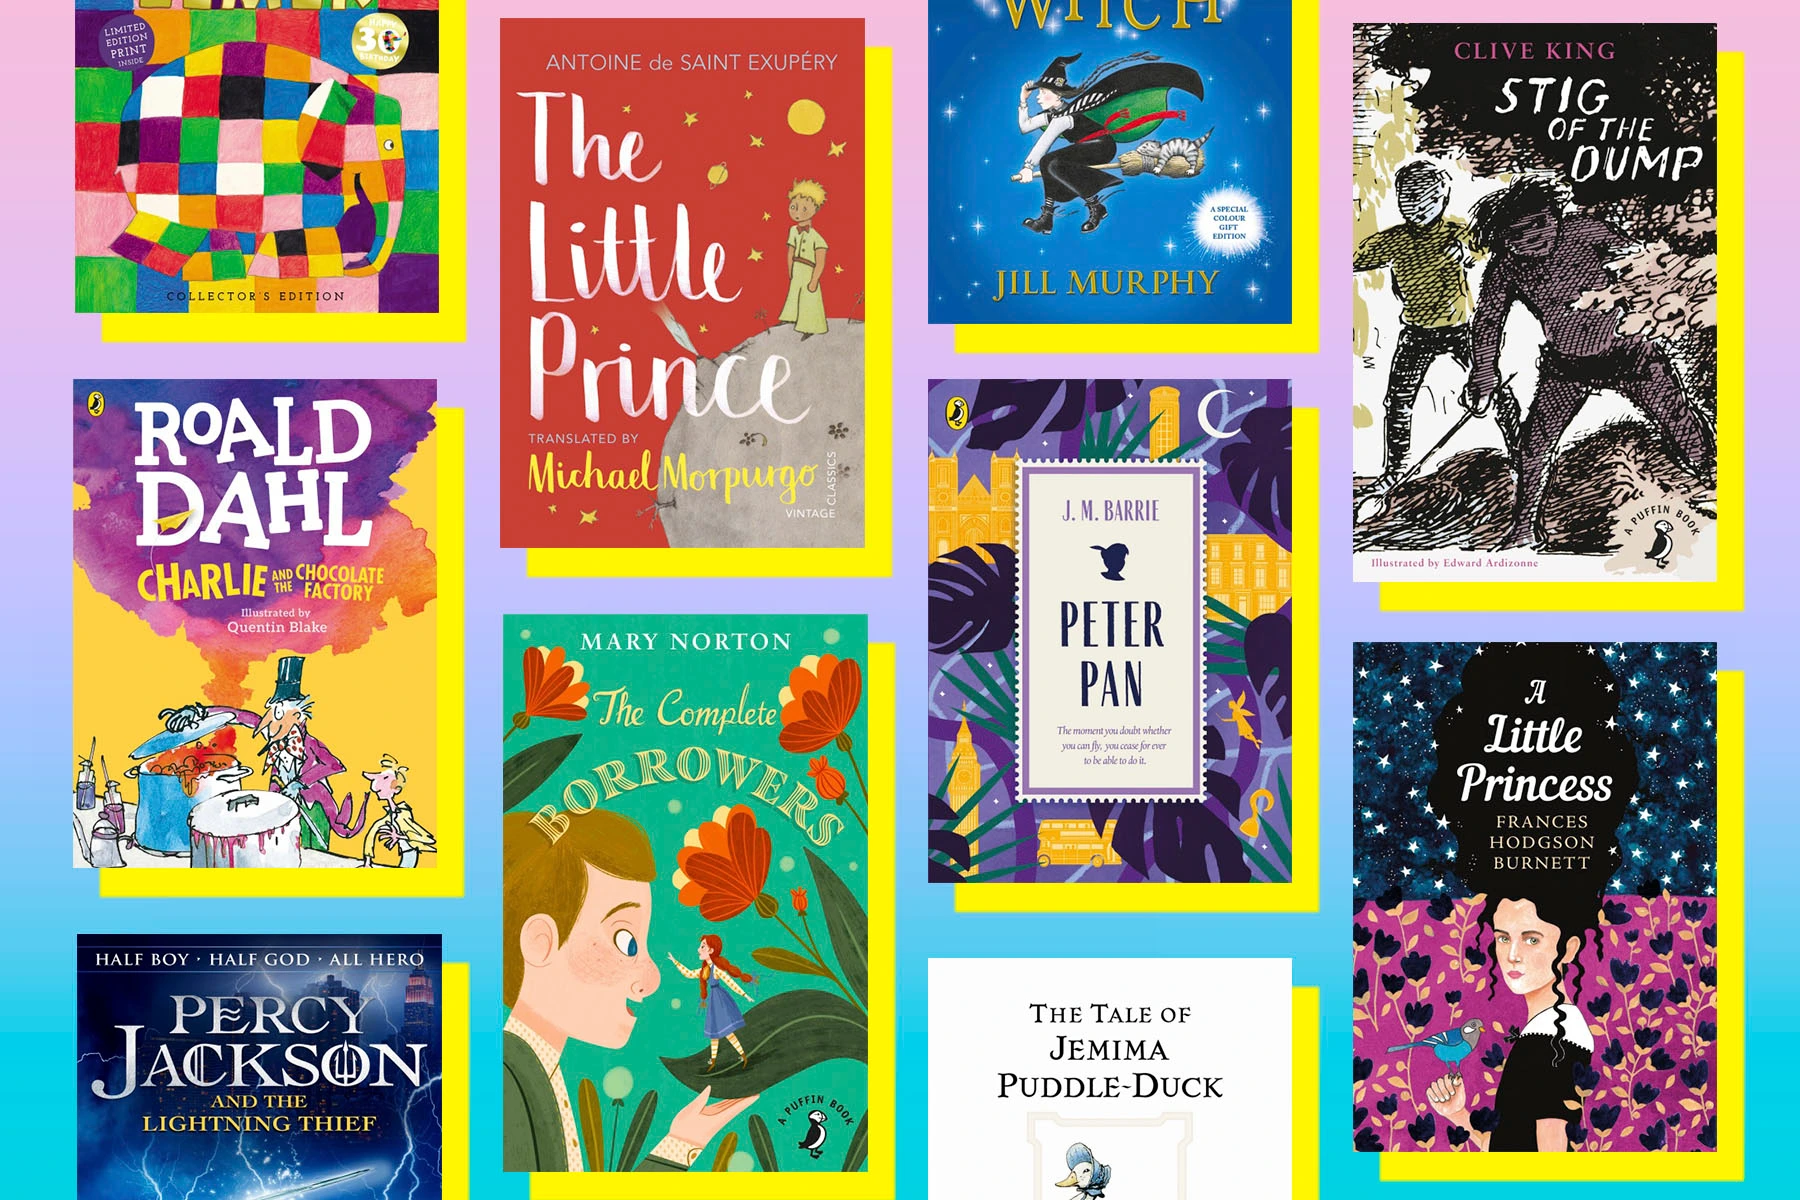 LIMITED
EDITION
PRINT
INSIDE
HAPPY
30
BIRTHDAY
COLLECTOR'S EDITION
ROALD
DAHL
CHARLIE AND THE CHOCOLATE FACTORY
Illustrated by
Quentin Blake
HALF BOY · HALF GOD · ALL HERO
PERCY
JACKSON
AND THE
LIGHTNING THIEF
ANTOINE de SAINT EXUPÉRY
The
Little
Prince
TRANSLATED BY
Michael Morpurgo
VINTAGE
CLASSICS
MARY NORTON
The Complete
BORROWERS
A PUFFIN BOOK
WITCH
A SPECIAL
COLOUR
GIFT
EDITION
JILL MURPHY
J. M. BARRIE
PETER
PAN
The moment you doubt whether
you can fly, you cease for ever
to be able to do it.
THE TALE OF
JEMIMA
PUDDLE-DUCK
CLIVE KING
STIG
OF THE
DUMP
A PUFFIN BOOK
Illustrated by Edward Ardizonne
A
Little
Princess
FRANCES
HODGSON
BURNETT